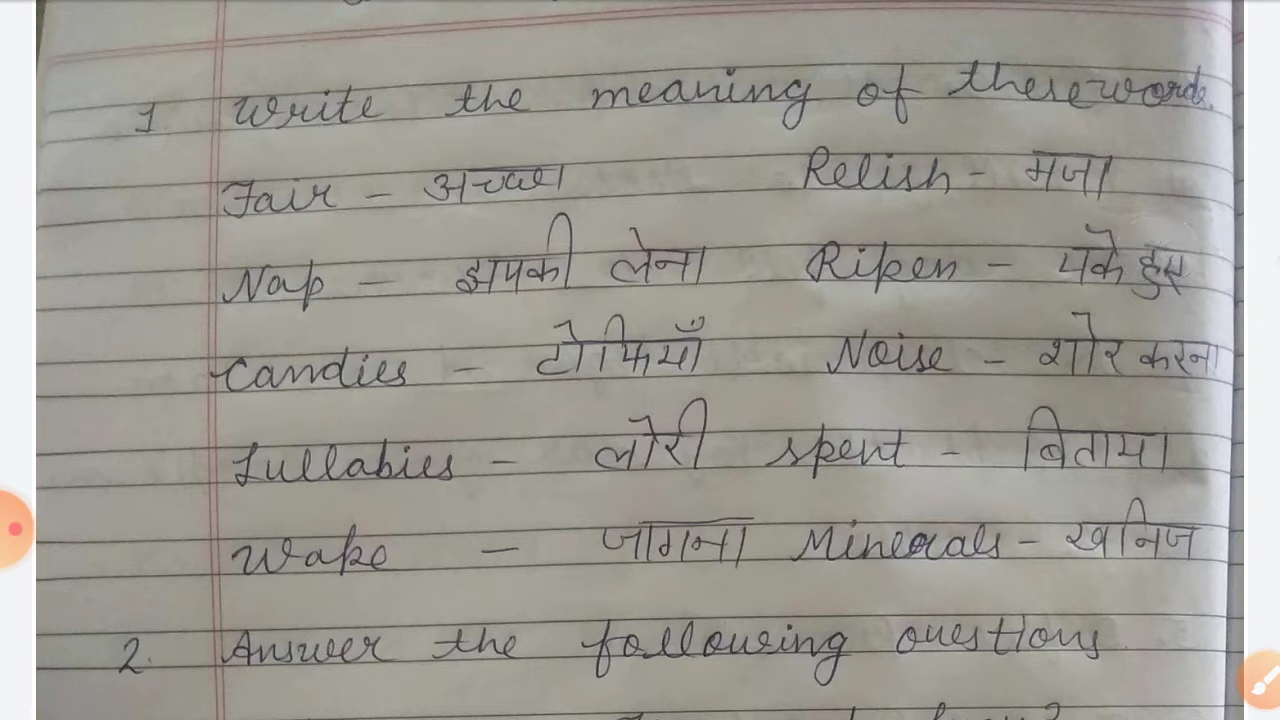 1 Write the meaning of these words.
Fair - अच्छा Relish - मजा
Nap - झपकी लेना Ripen - पके हुए
Candies - टोफियाँ Noise - शोर करना
Lullabies - लोरी spent - बिताया
Wake - जागना Minerals - खनिज
2. Answer the following questions